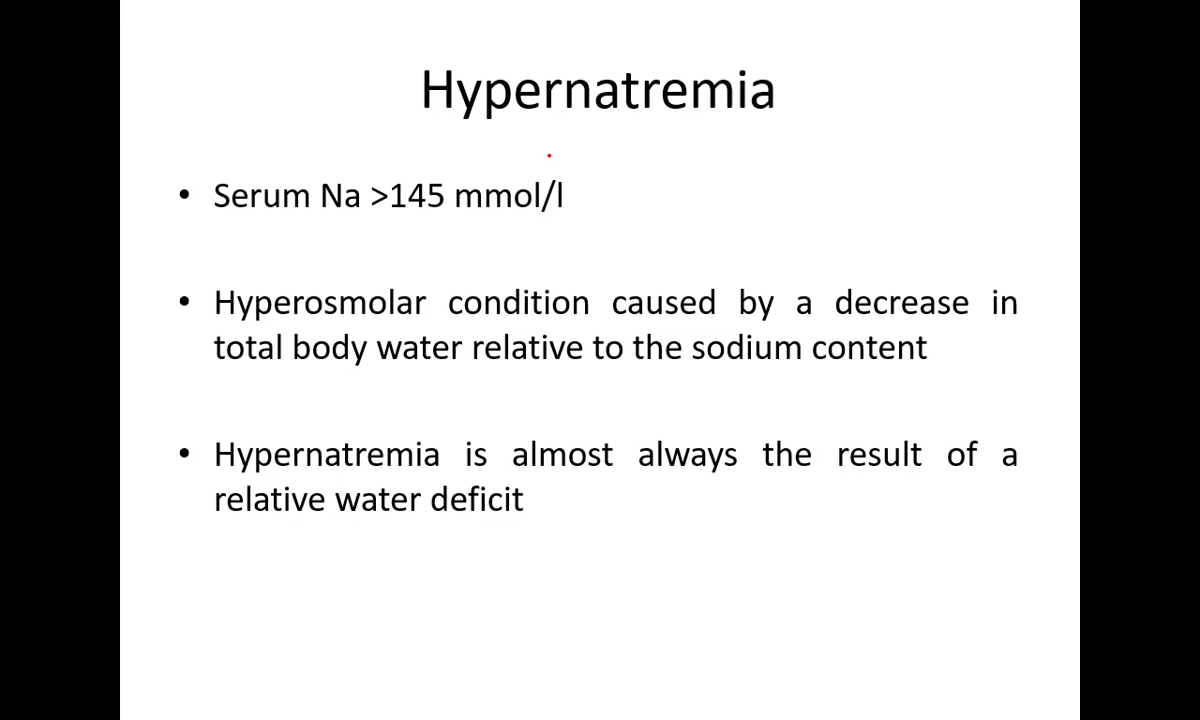 Hypernatremia
• Serum Na >145 mmol/l
• Hyperosmolar condition caused by a decrease in
total body water relative to the sodium content
• Hypernatremia is almost always the result of a
relative water deficit